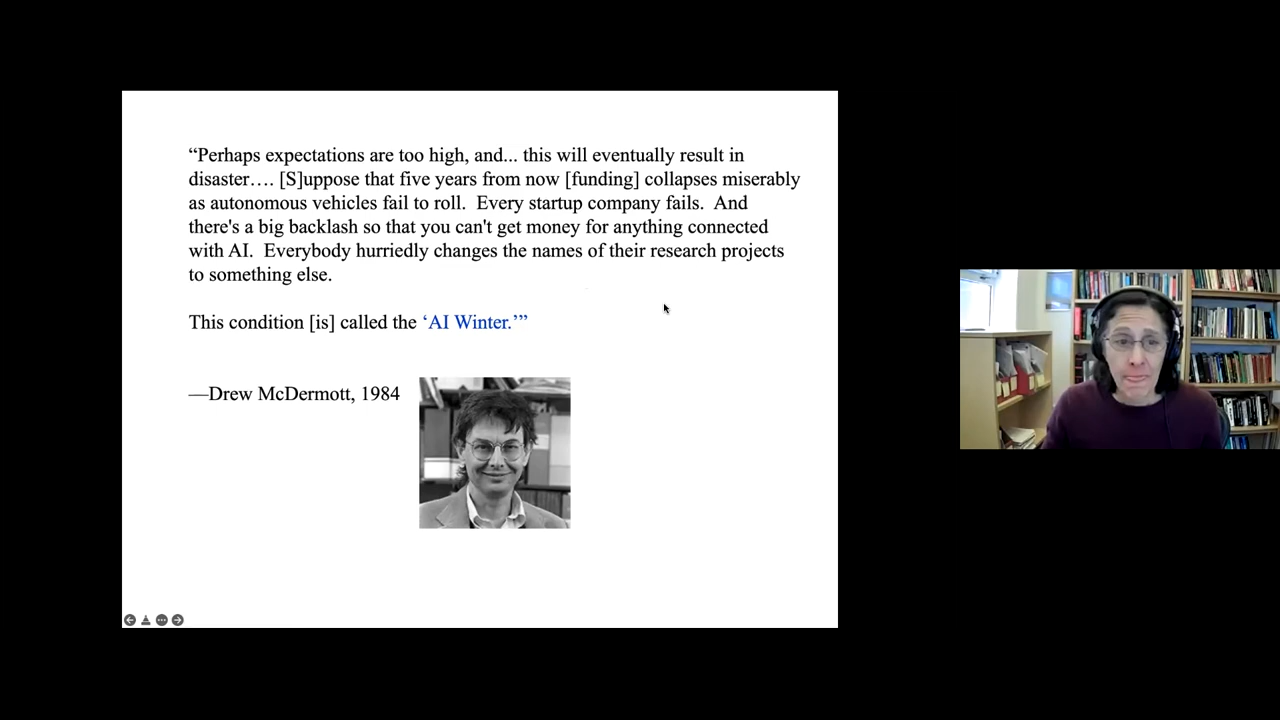 “Perhaps expectations are too high, and... this will eventually result in
disaster…. [S]uppose that five years from now [funding] collapses miserably
as autonomous vehicles fail to roll.  Every startup company fails.  And
there's a big backlash so that you can't get money for anything connected
with AI.  Everybody hurriedly changes the names of their research projects
to something else.
This condition [is] called the ‘AI Winter.’”
—Drew McDermott, 1984